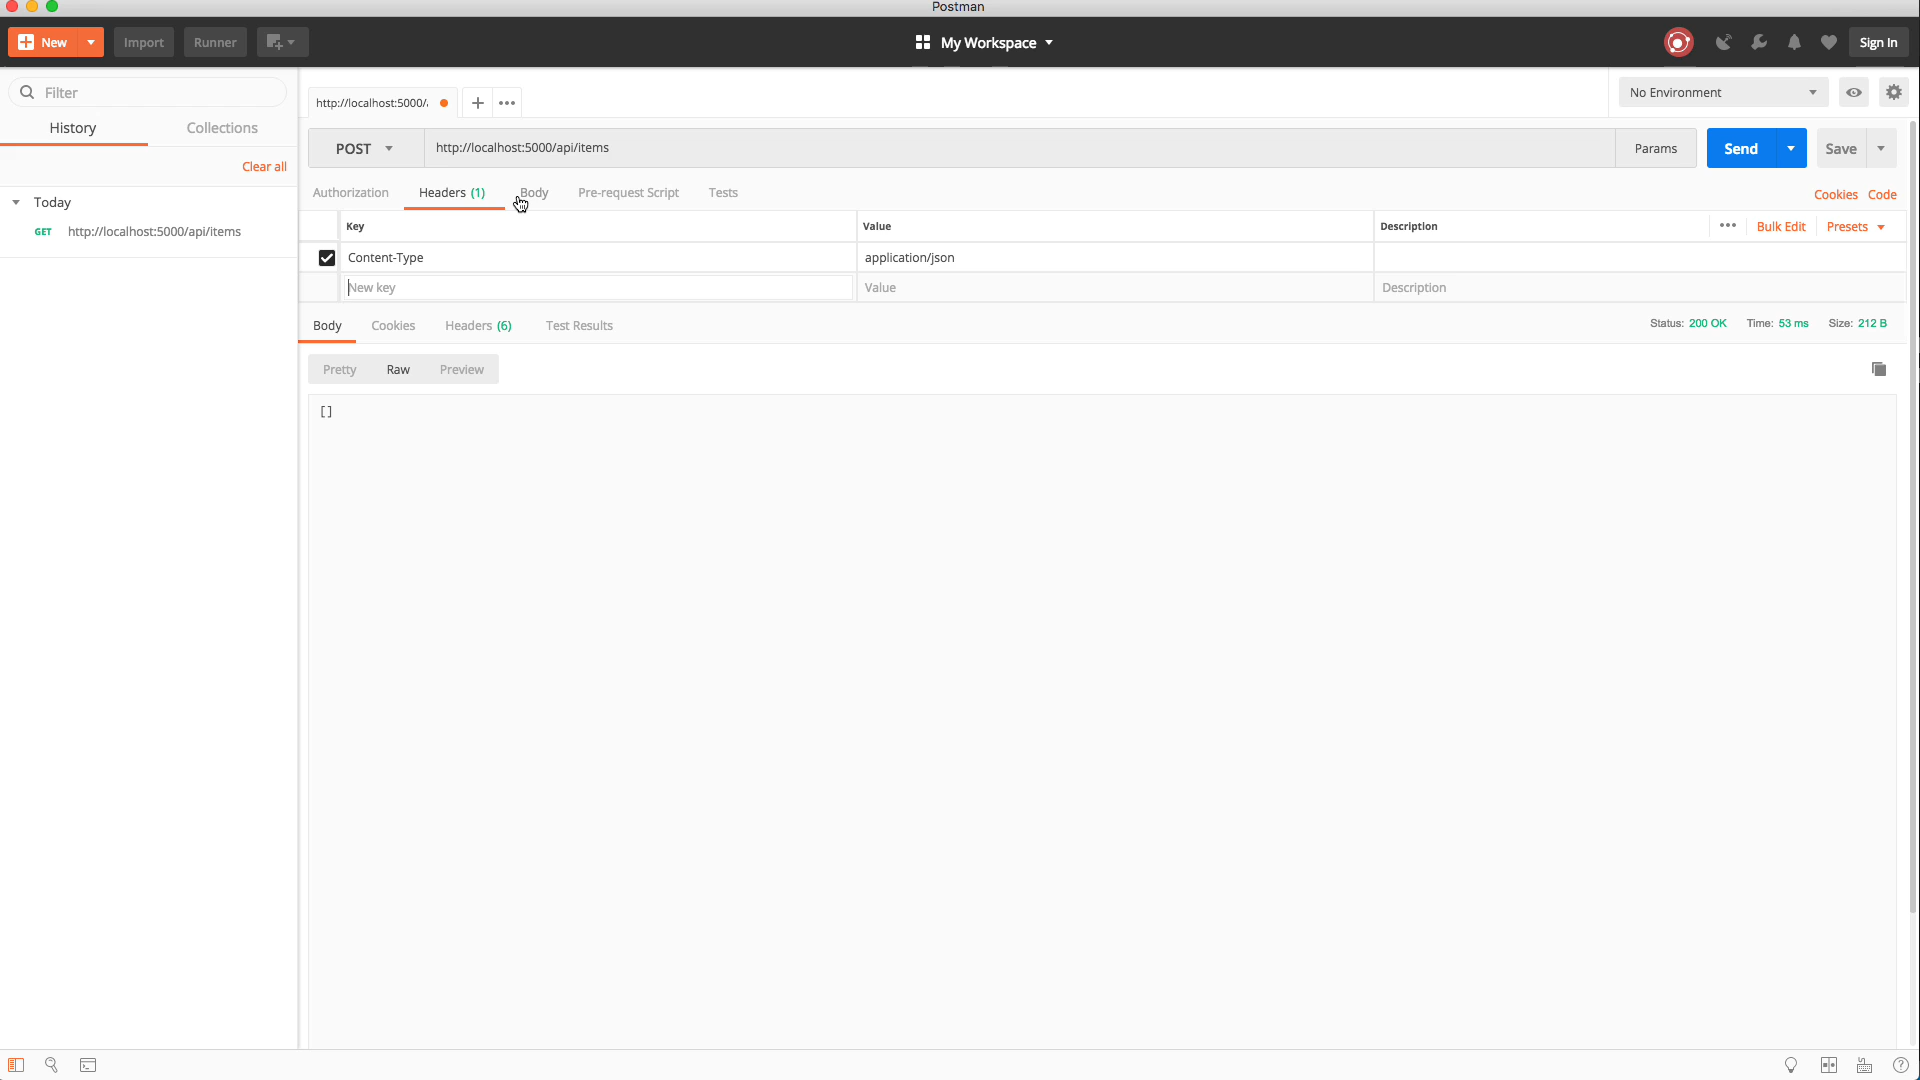 Postman
New
Import
Runner
My Workspace
Sign In
Filter
History
Collections
Clear all
Today
GET http://localhost:5000/api/items
http://localhost:5000/.
No Environment
POST
http://localhost:5000/api/items
Params
Send
Save
Authorization
Headers (1)
Body
Pre-request Script
Tests
Cookies
Code
Key
Value
Description
Bulk Edit
Presets
Content-Type
application/json
New key
Value
Description
Body
Cookies
Headers (6)
Test Results
Status: 200 OK
Time: 53 ms
Size: 212 B
Pretty
Raw
Preview
[]